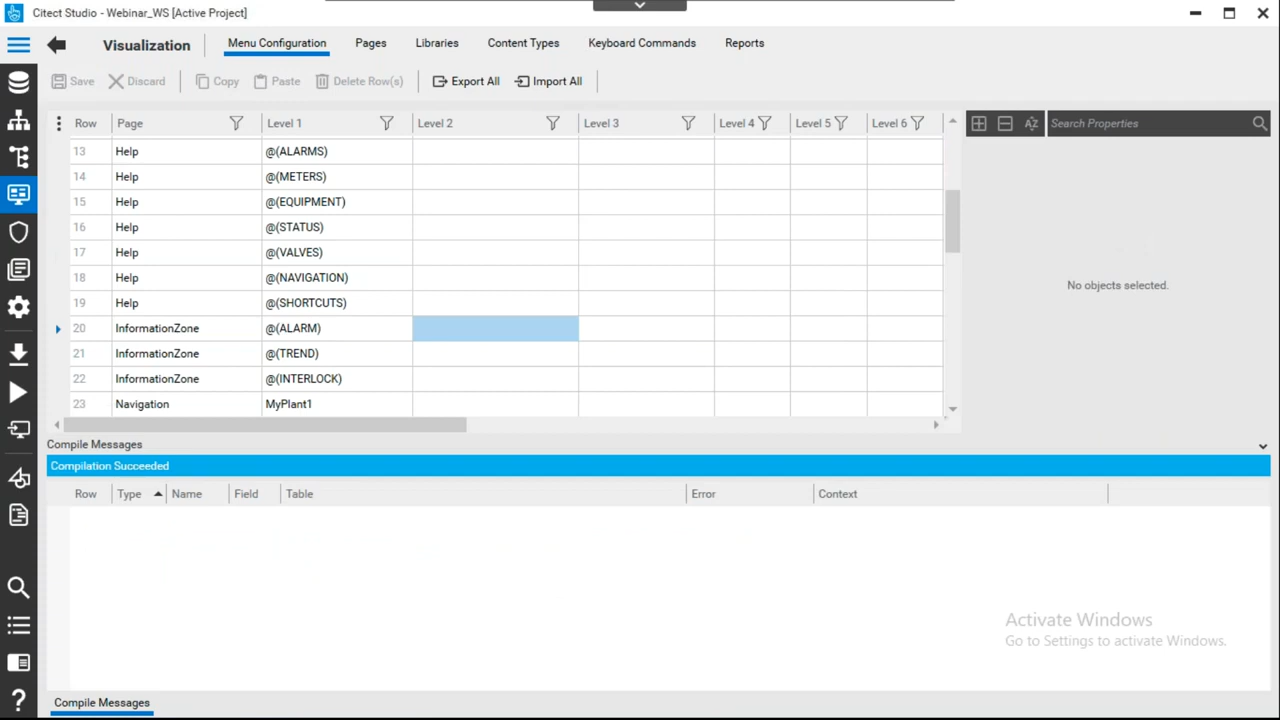 Citect Studio - Webinar_WS [Active Project]
Visualization Menu Configuration Pages Libraries Content Types Keyboard Commands Reports
Save Discard Copy Paste Delete Row(s) Export All Import All
Row Page Level 1 Level 2 Level 3 Level 4 Level 5 Level 6 Search Properties
13 Help @(ALARMS)
14 Help @(METERS)
15 Help @(EQUIPMENT)
16 Help @(STATUS)
17 Help @(VALVES)
18 Help @(NAVIGATION)
No objects selected.
19 Help @(SHORTCUTS)
20 InformationZone @(ALARM)
21 InformationZone @(TREND)
22 InformationZone @(INTERLOCK)
23 Navigation MyPlant1
Compile Messages
Compilation Succeeded
Row Type Name Field Table Error Context
Activate Windows
Go to Settings to activate Windows.
Compile Messages